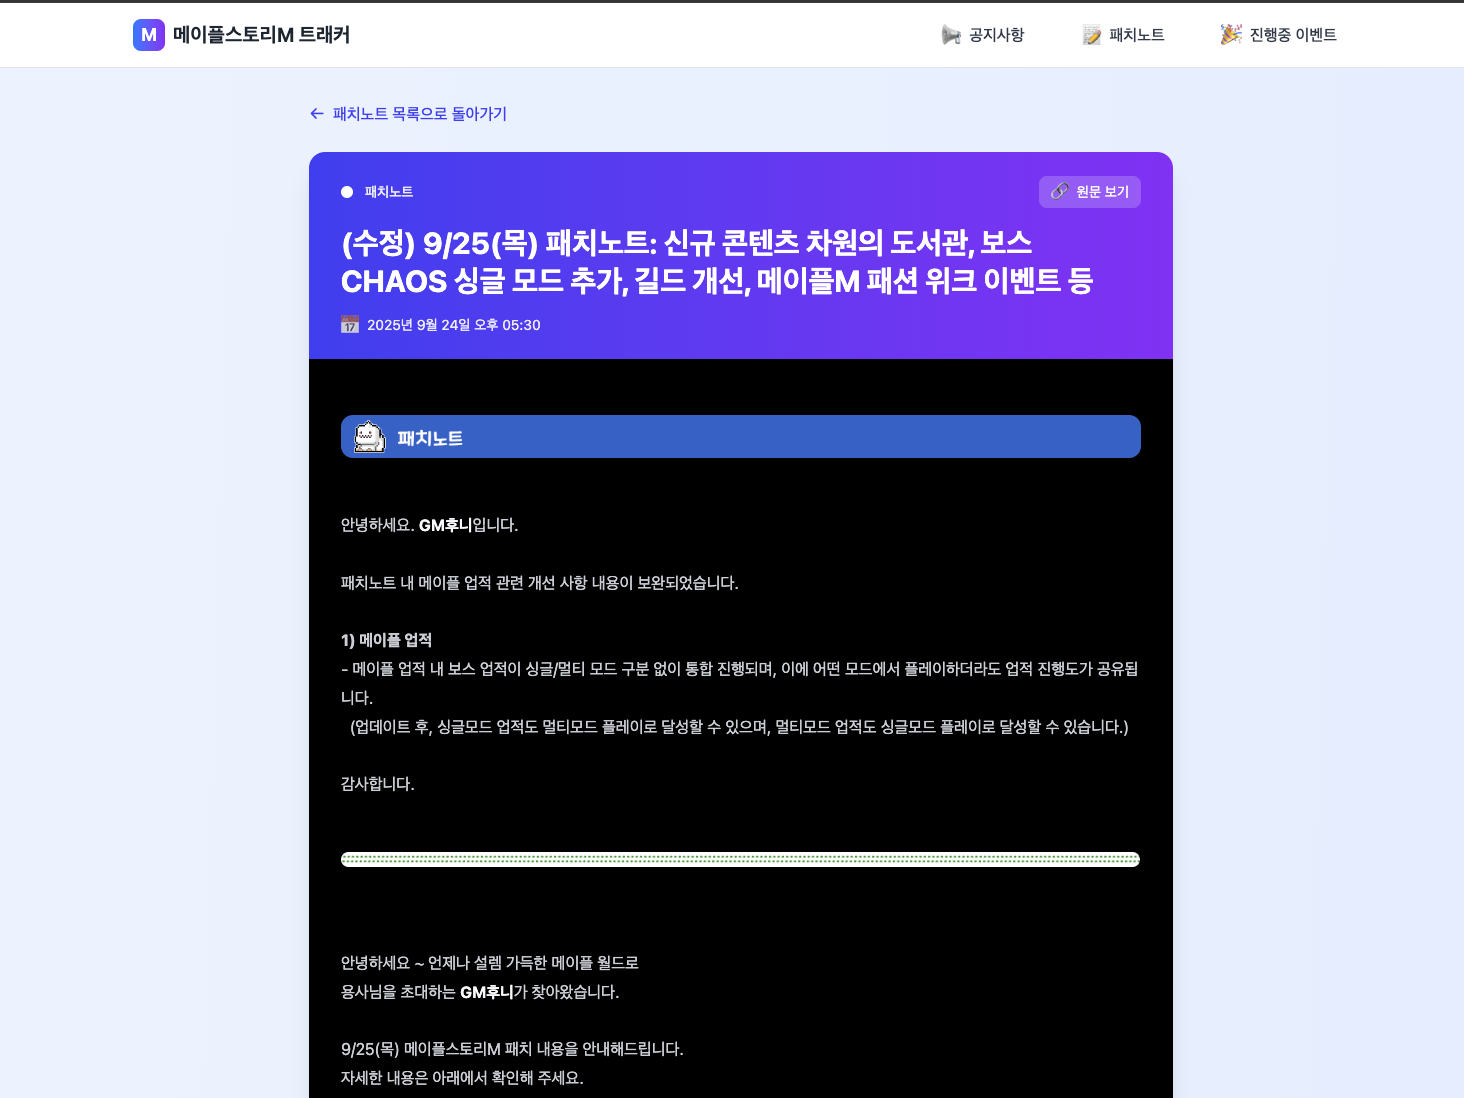 M 메이플스토리M 트래커
공지사항
패치노트
진행중 이벤트
← 패치노트 목록으로 돌아가기
패치노트
원문 보기
(수정) 9/25(목) 패치노트: 신규 콘텐츠 차원의 도서관, 보스
CHAOS 싱글 모드 추가, 길드 개선, 메이플M 패션 위크 이벤트 등
17 2025년 9월 24일 오후 05:30
패치노트
안녕하세요. GM후니입니다.
패치노트 내 메이플 업적 관련 개선 사항 내용이 보완되었습니다.
1) 메이플 업적
- 메이플 업적 내 보스 업적이 싱글/멀티 모드 구분 없이 통합 진행되며, 이에 어떤 모드에서 플레이하더라도 업적 진행도가 공유됩
니다.
(업데이트 후, 싱글모드 업적도 멀티모드 플레이로 달성할 수 있으며, 멀티모드 업적도 싱글모드 플레이로 달성할 수 있습니다.)
감사합니다.
안녕하세요 ~ 언제나 설렘 가득한 메이플 월드로
용사님을 초대하는 GM후니가 찾아왔습니다.
9/25(목) 메이플스토리M 패치 내용을 안내해드립니다.
자세한 내용은 아래에서 확인해 주세요.